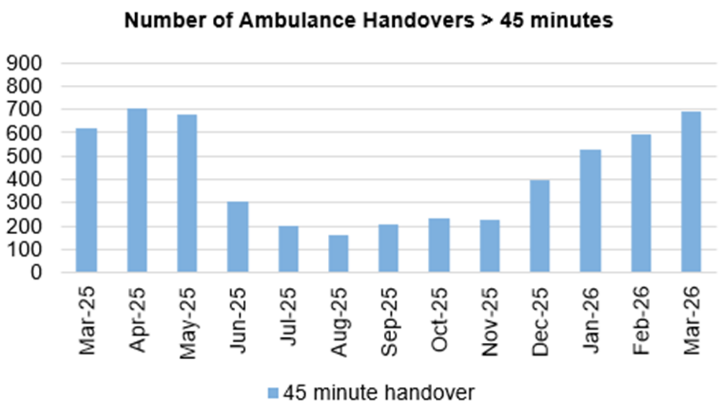 Number of Ambulance Handovers > 45 minutes
900
800
700
600
500
400
300
200
100
0
Mar-25
Apr-25
May-25
Jun-25
Jul-25
Aug-25
Sep-25
Oct-25
Nov-25
Dec-25
Jan-26
Feb-26
Mar-26
45 minute handover